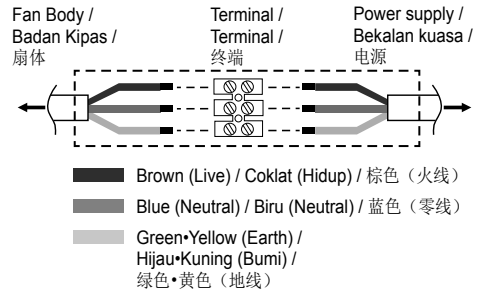 Fan Body /
Badan Kipas /
扇体
Terminal /
Terminal /
终端
Power supply /
Bekalan kuasa /
电源
Brown (Live) / Coklat (Hidup) / 棕色（火线）
Blue (Neutral) / Biru (Neutral) / 蓝色（零线）
Green•Yellow (Earth) /
Hijau•Kuning (Bumi) /
绿色•黄色（地线）